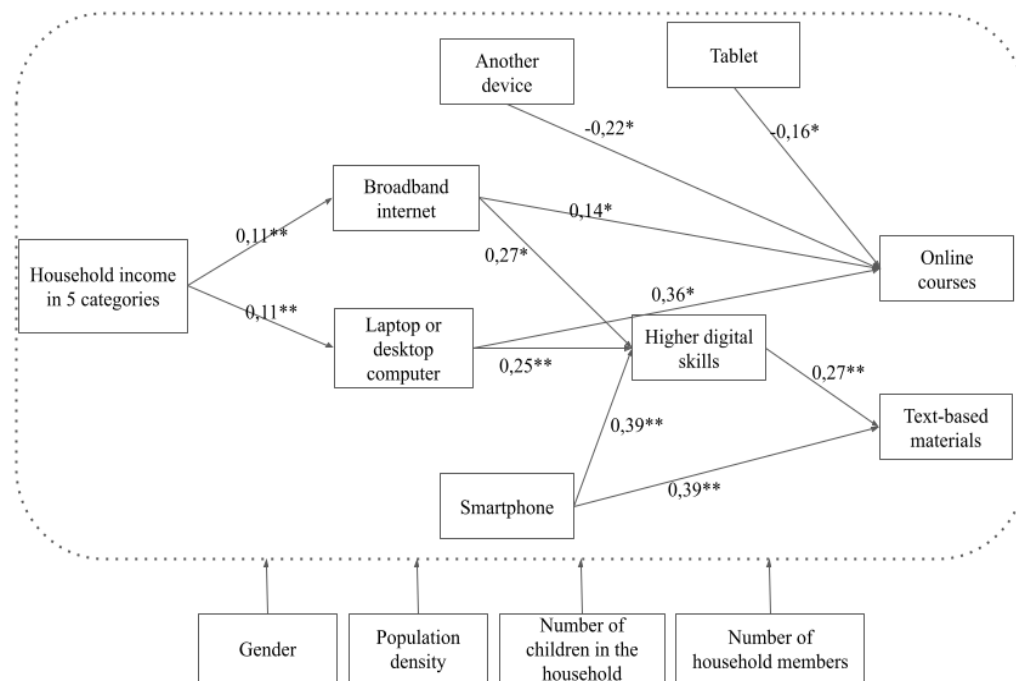 Another
device
Tablet
-0,22*
-0,16*
Broadband
internet
0,14*
0,11**
0,27*
Household income
in 5 categories
Online
courses
0,11**
Laptop or
desktop
computer
0,36*
0,25**
Higher digital
skills
0,27**
0,39**
Text-based
materials
Smartphone
0,39**
Gender
Population
density
Number of
children in the
household
Number of
household members